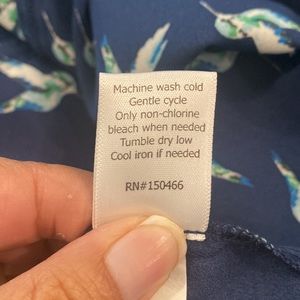 Machine wash cold
Gentle cycle
Only non-chlorine
bleach when needed
Tumble dry low
Cool iron if needed
RN#150466